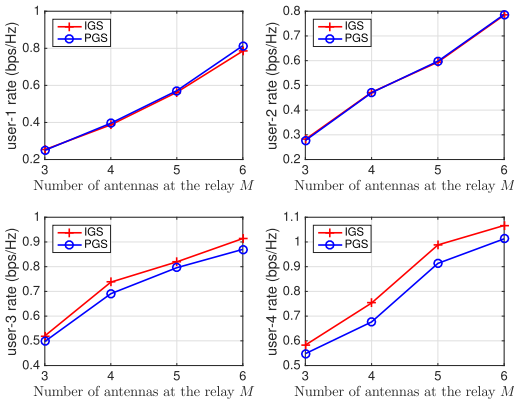 user-1 rate (bps/Hz)
1
0.8
0.6
0.4
0.2
IGS
PGS
3 4 5 6
Number of antennas at the relay M
user-2 rate (bps/Hz)
0.8
0.7
0.6
0.5
0.4
0.3
0.2
IGS
PGS
3 4 5 6
Number of antennas at the relay M
user-3 rate (bps/Hz)
1
0.9
0.8
0.7
0.6
0.5
0.4
IGS
PGS
3 4 5 6
Number of antennas at the relay M
user-4 rate (bps/Hz)
1.1
1
0.9
0.8
0.7
0.6
0.5
IGS
PGS
3 4 5 6
Number of antennas at the relay M